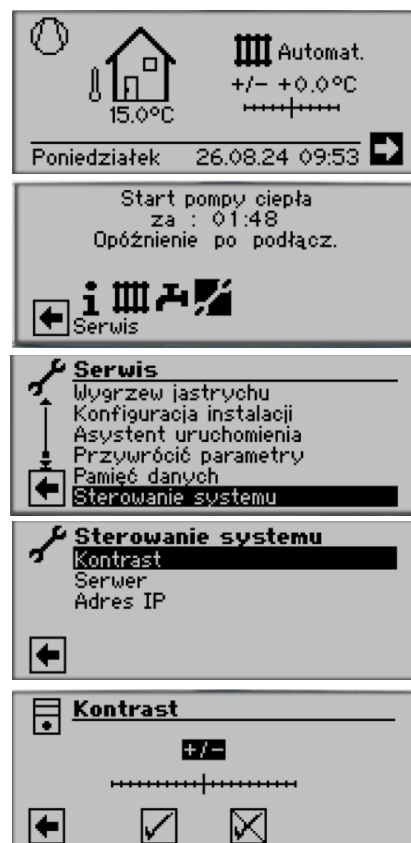 Automat.
+/- +0.0°C
15.0°C
Poniedziałek 26.08.24 09:53
Start pompy ciepła
za : 01:48
Opóźnienie po podłącz.
Serwis
Serwis
Wygrzew jastrychu
Konfiguracja instalacji
Asystent uruchomienia
Przywrócić parametry
Pamięć danych
Sterowanie systemu
Sterowanie systemu
Kontrast
Serwer
Adres IP
Kontrast
+/-